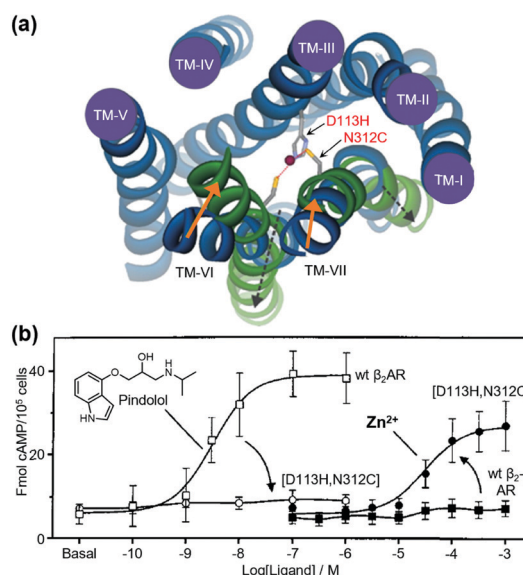 (a)
TM-III
TM-IV
TM-II
TM-V
D113H
N312C
TM-I
TM-VI
TM-VII
(b)
40
20
0
Fmol cAMP/10⁵ cells
OH
H
N
O
N
H
Pindolol
wt β₂AR
[D113H,N312C]
Zn²⁺
[D113H,N312C]
wt β₂-
AR
Basal -10 -9 -8 -7 -6 -5 -4 -3
Log[Ligand] / M